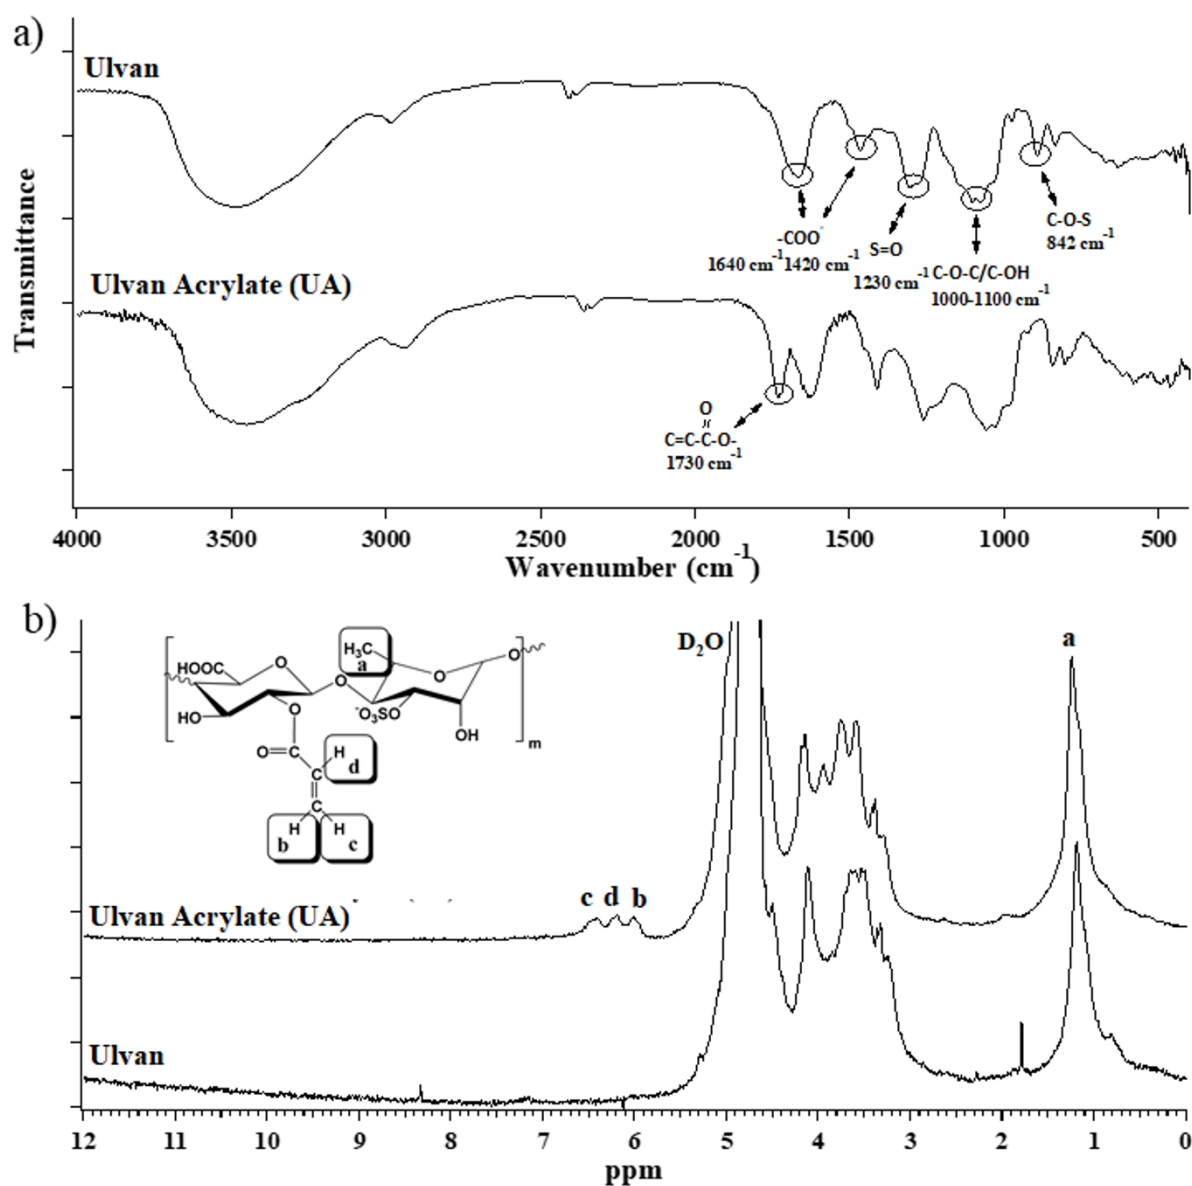 a)
Ulvan
-COO-
1640 cm-1 1420 cm-1
S=O
1230 cm-1
C-O-C/C-OH
1000-1100 cm-1
C-O-S
842 cm-1
Ulvan Acrylate (UA)
O
C=C-C-O-
1730 cm-1
Transmittance
4000 3500 3000 2500 2000 1500 1000 500
Wavenumber (cm-1)
b)
H3C
a
HOOC
O
O
O
O
HO
O
-O3SO
OH
m
O
C
H
d
C
C
H
H
b
c
D2O
a
c d b
Ulvan Acrylate (UA)
Ulvan
12 11 10 9 8 7 6 5 4 3 2 1 0
ppm